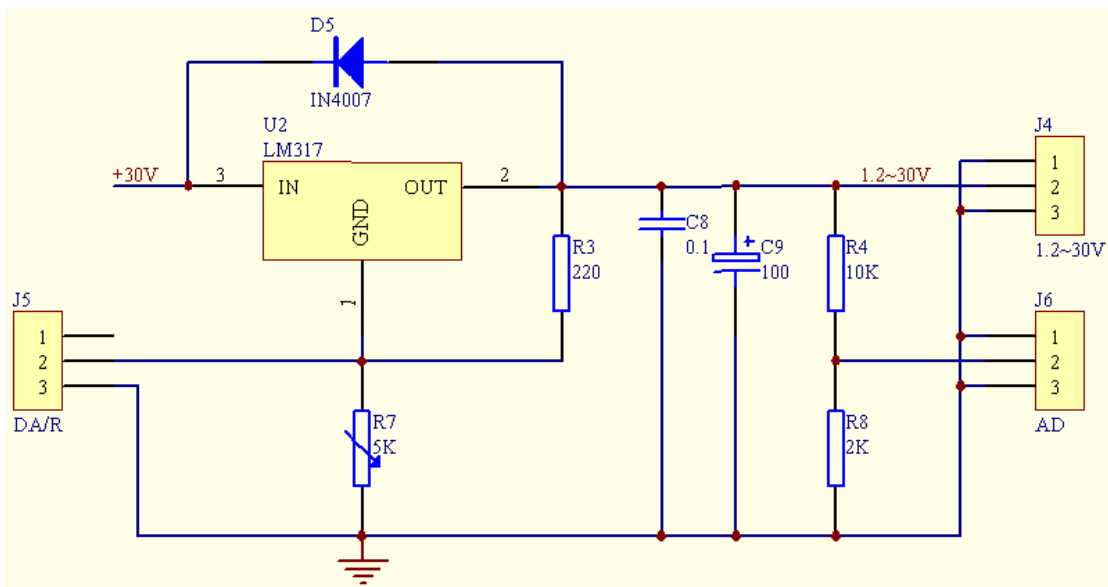 D5
IN4007
U2
LM317
+30V
3
IN
OUT
2
GND
1
1.2~30V
J4
1
2
3
1.2~30V
C8
0.1
C9
100
R3
220
R4
10K
J5
1
2
3
DA/R
J6
1
2
3
AD
R7
5K
R8
2K